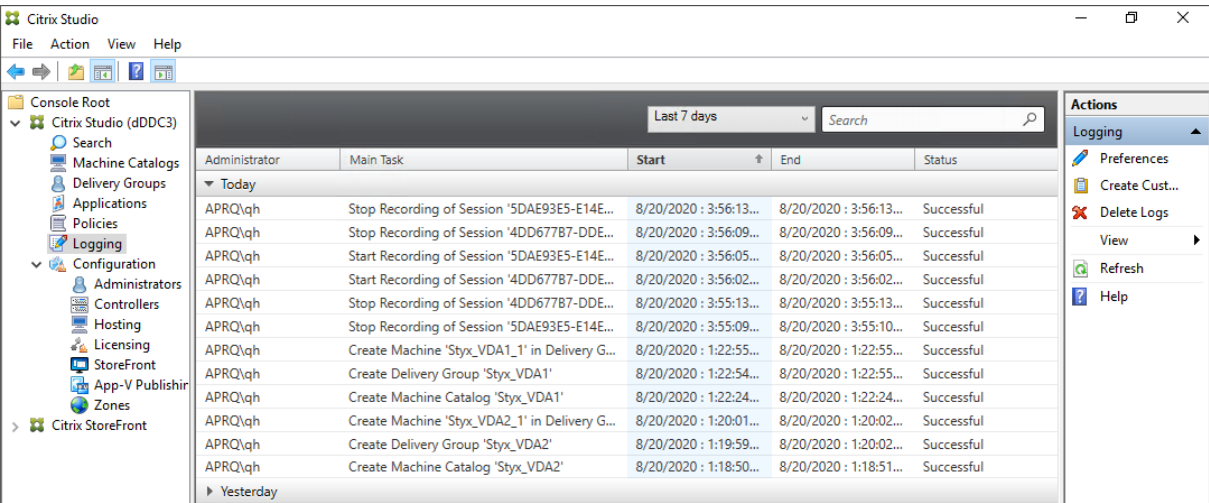 Citrix Studio
File Action View Help
Console Root
Citrix Studio (dDDC3)
Search
Machine Catalogs
Delivery Groups
Applications
Policies
Logging
Configuration
Administrators
Controllers
Hosting
Licensing
StoreFront
App-V Publishin
Zones
Citrix StoreFront
Last 7 days Search
Administrator Main Task Start End Status
Today
APRQ\qh Stop Recording of Session '5DAE93E5-E14E... 8/20/2020 : 3:56:13... 8/20/2020 : 3:56:13... Successful
APRQ\qh Stop Recording of Session '4DD677B7-DDE... 8/20/2020 : 3:56:09... 8/20/2020 : 3:56:09... Successful
APRQ\qh Start Recording of Session '5DAE93E5-E14E... 8/20/2020 : 3:56:05... 8/20/2020 : 3:56:05... Successful
APRQ\qh Start Recording of Session '4DD677B7-DDE... 8/20/2020 : 3:56:02... 8/20/2020 : 3:56:02... Successful
APRQ\qh Stop Recording of Session '4DD677B7-DDE... 8/20/2020 : 3:55:13... 8/20/2020 : 3:55:13... Successful
APRQ\qh Stop Recording of Session '5DAE93E5-E14E... 8/20/2020 : 3:55:09... 8/20/2020 : 3:55:10... Successful
APRQ\qh Create Machine 'Styx_VDA1_1' in Delivery G... 8/20/2020 : 1:22:55... 8/20/2020 : 1:22:55... Successful
APRQ\qh Create Delivery Group 'Styx_VDA1' 8/20/2020 : 1:22:54... 8/20/2020 : 1:22:55... Successful
APRQ\qh Create Machine Catalog 'Styx_VDA1' 8/20/2020 : 1:22:24... 8/20/2020 : 1:22:24... Successful
APRQ\qh Create Machine 'Styx_VDA2_1' in Delivery G... 8/20/2020 : 1:20:01... 8/20/2020 : 1:20:02... Successful
APRQ\qh Create Delivery Group 'Styx_VDA2' 8/20/2020 : 1:19:59... 8/20/2020 : 1:20:02... Successful
APRQ\qh Create Machine Catalog 'Styx_VDA2' 8/20/2020 : 1:18:50... 8/20/2020 : 1:18:51... Successful
Yesterday
Actions
Logging
Preferences
Create Cust...
Delete Logs
View
Refresh
Help